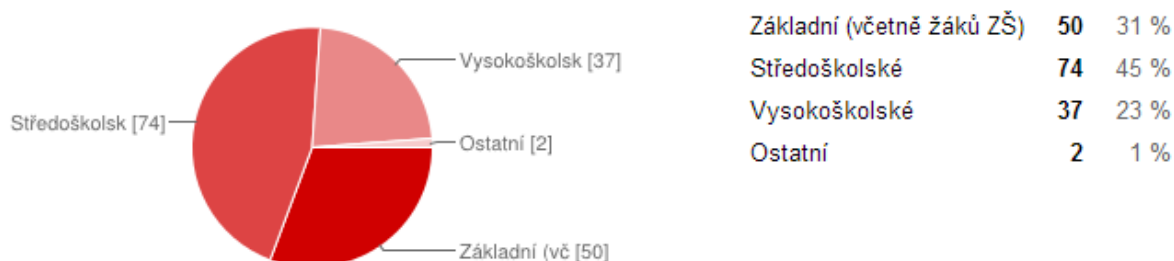 Vysokoškolsk [37]
Středoškolsk [74]
Ostatní [2]
Základní (vč [50]
Základní (včetně žáků ZŠ) 50 31 %
Středoškolské 74 45 %
Vysokoškolské 37 23 %
Ostatní 2 1 %